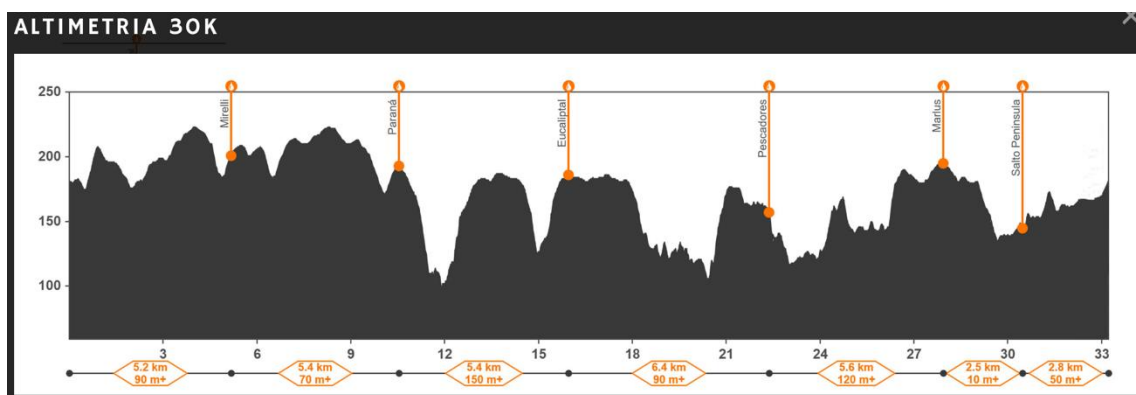 ALTIMETRIA 30K
250
200
150
100
Mirelli
Paraná
Eucaliptal
Pescadores
Marlus
Salto Península
3 6 9 12 15 18 21 24 27 30 33
5.2 km 5.4 km 5.4 km 6.4 km 5.6 km 2.5 km 2.8 km
90 m+ 70 m+ 150 m+ 90 m+ 120 m+ 10 m+ 50 m+